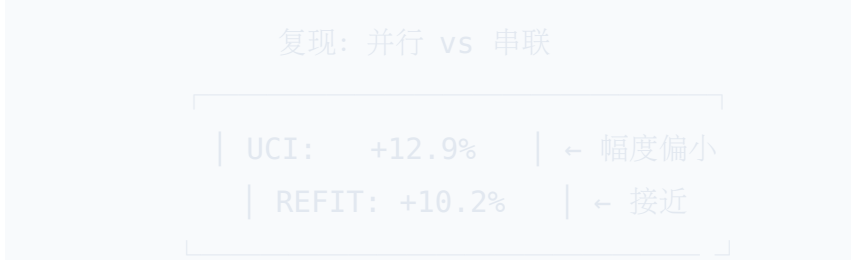 复现: 并行 vs 串联
│ UCI: +12.9% │ ← 幅度偏小
│ REFIT: +10.2% │ ← 接近